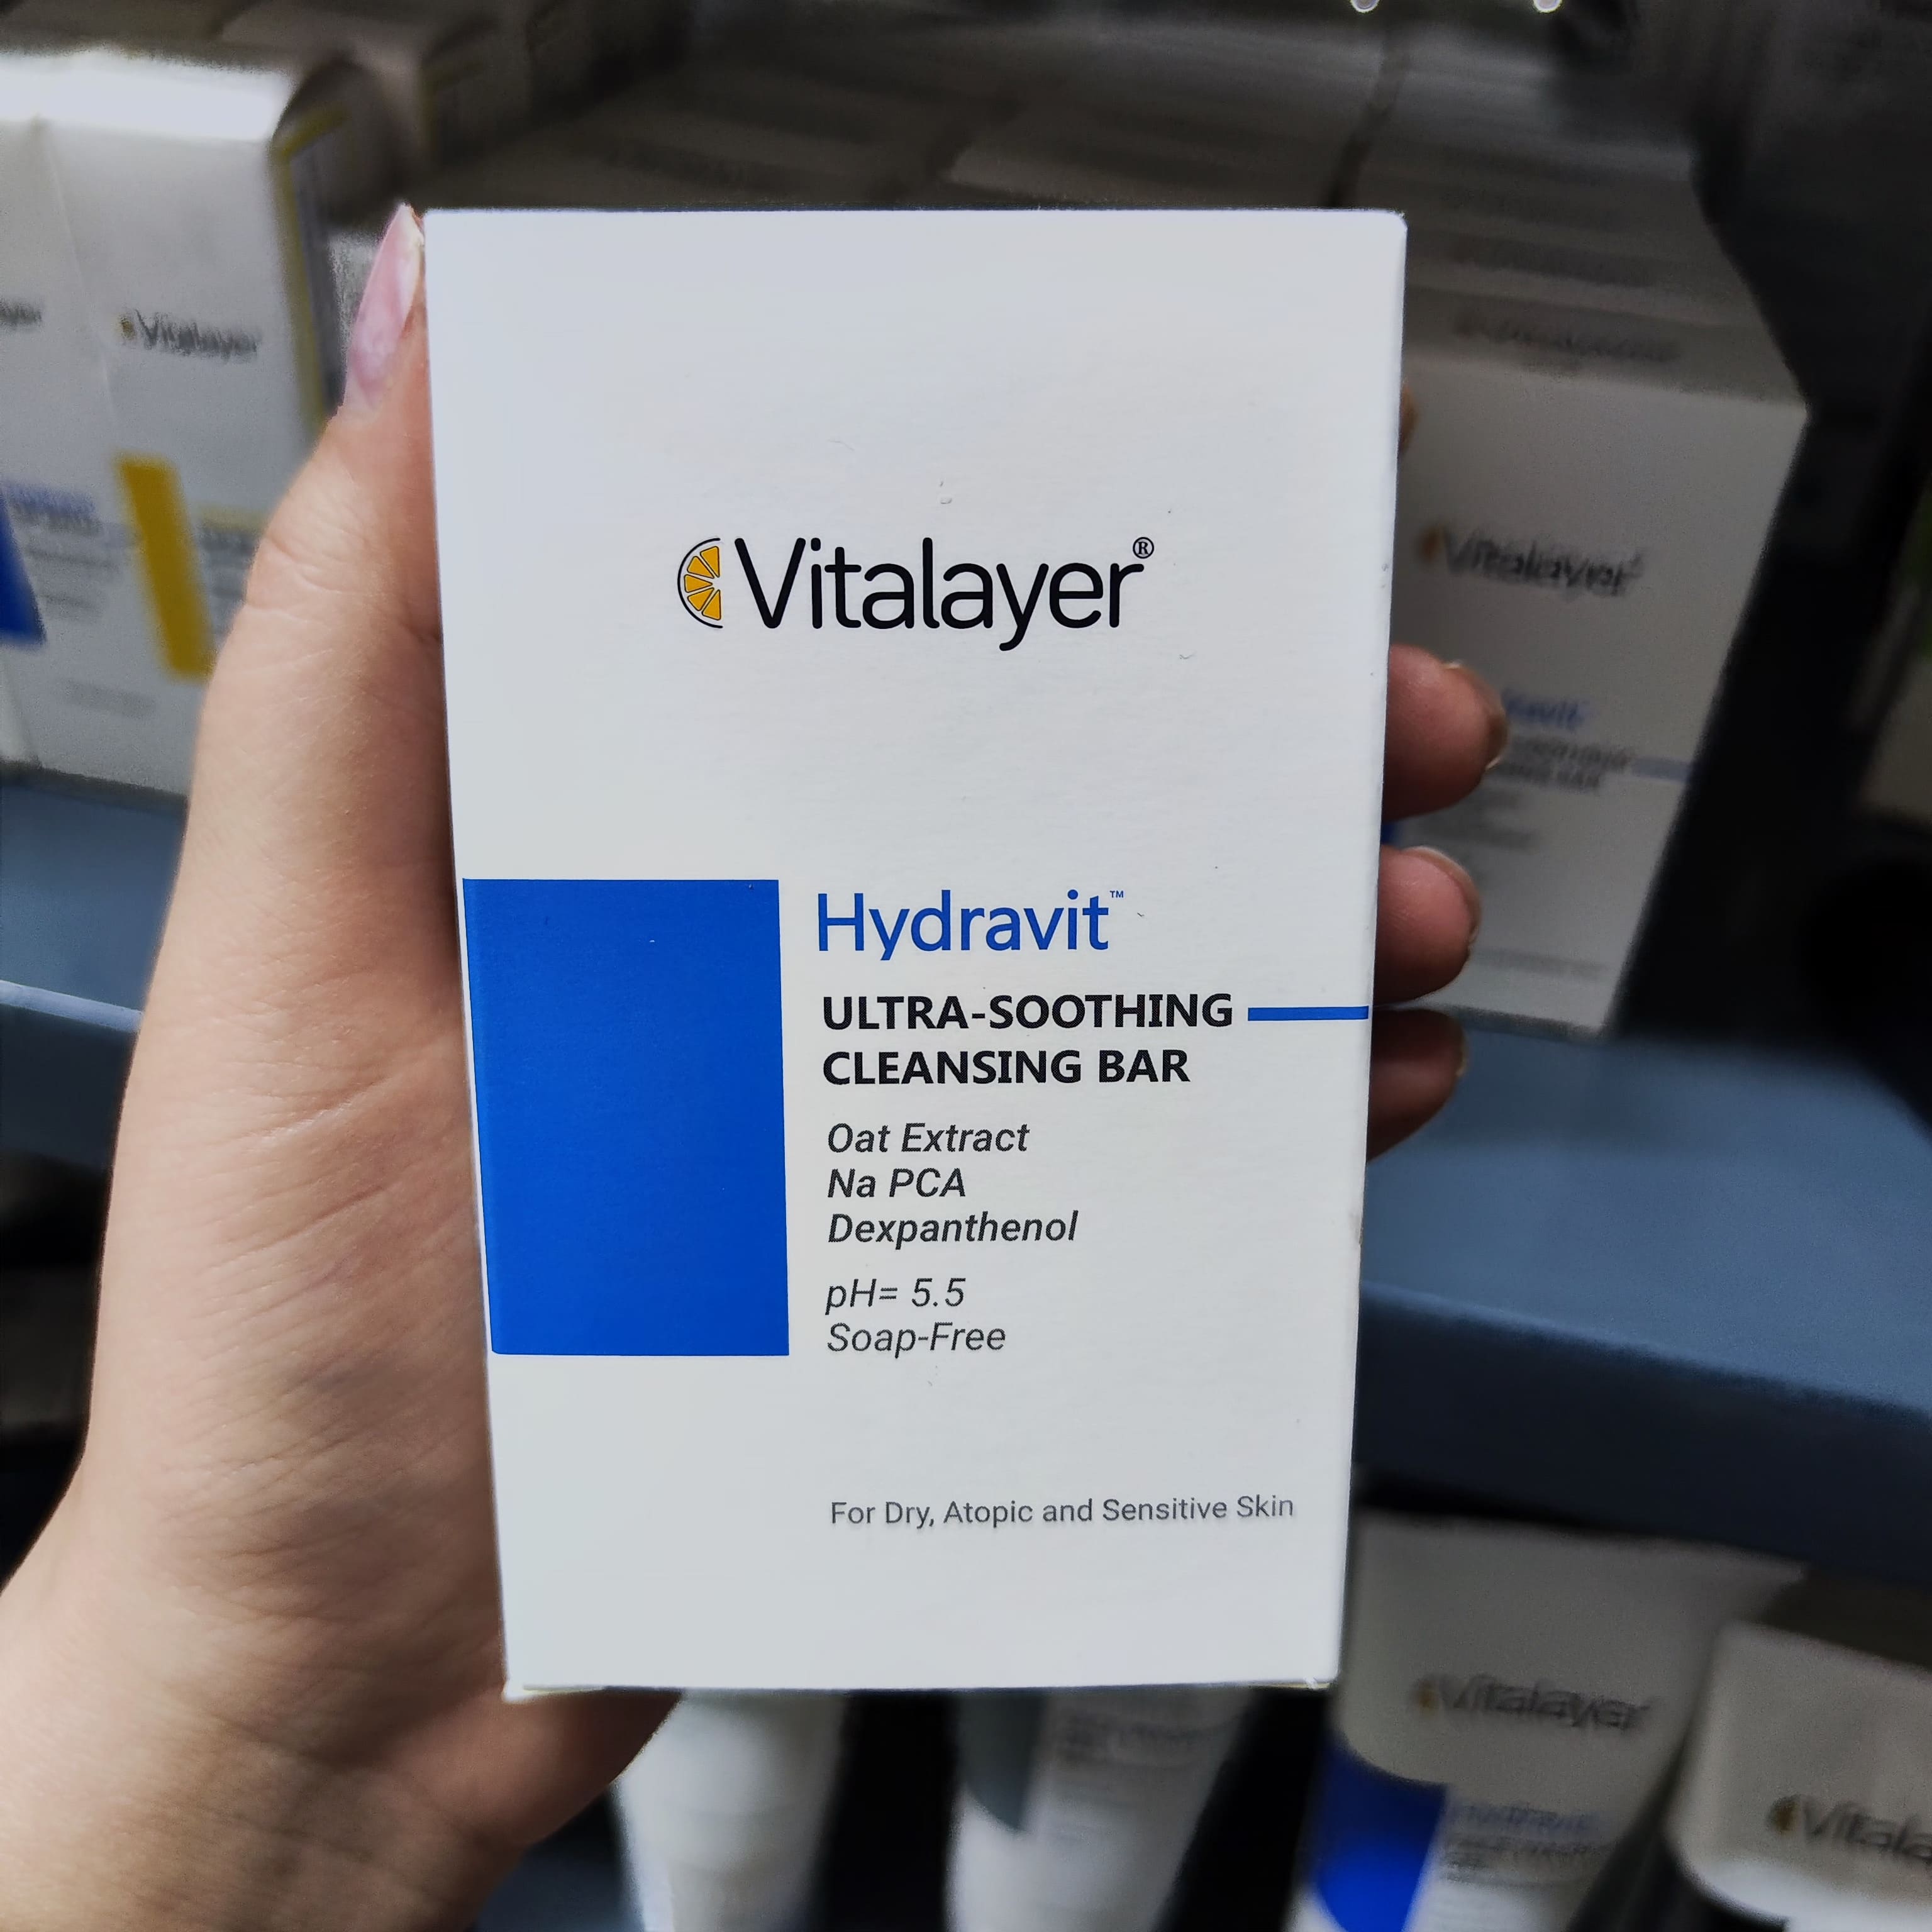 Vitalayer®
Hydravit™
ULTRA-SOOTHING
CLEANSING BAR
Oat Extract
Na PCA
Dexpanthenol
pH= 5.5
Soap-Free
For Dry, Atopic and Sensitive Skin
Vitalayer
Vitalayer
Vitalayer